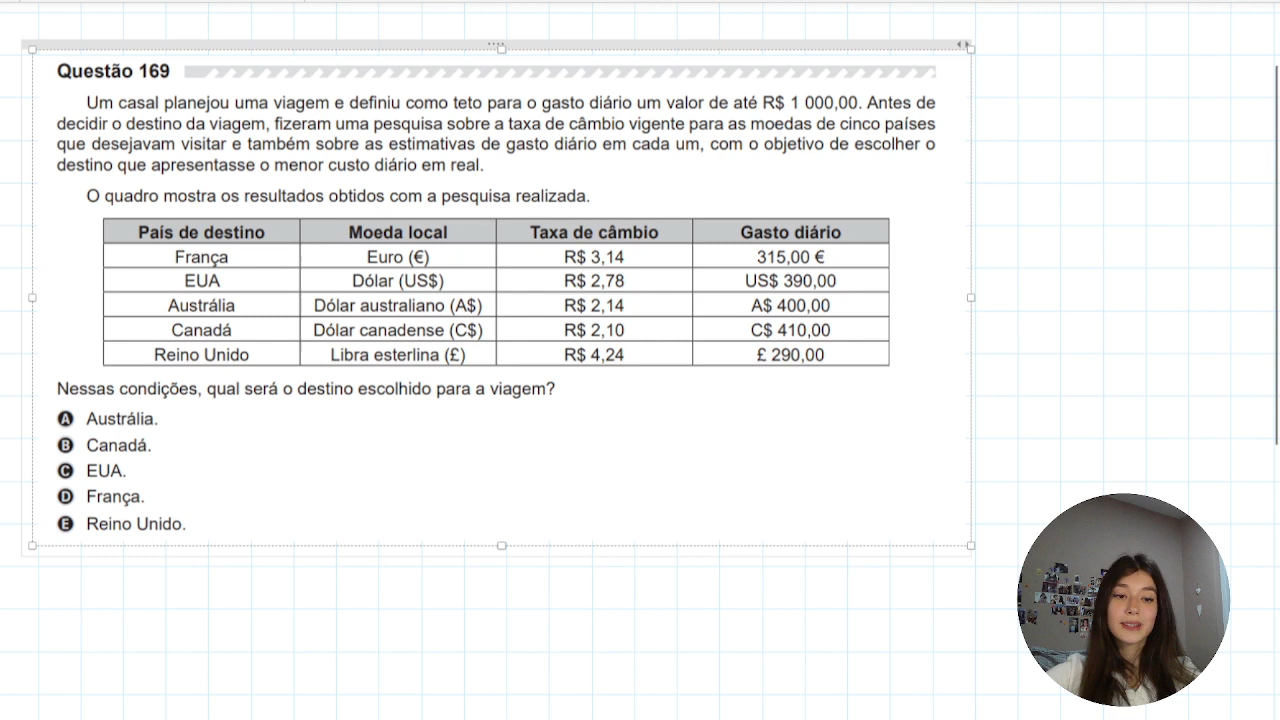 Questão 169
Um casal planejou uma viagem e definiu como teto para o gasto diário um valor de até R$ 1 000,00. Antes de
decidir o destino da viagem, fizeram uma pesquisa sobre a taxa de câmbio vigente para as moedas de cinco países
que desejavam visitar e também sobre as estimativas de gasto diário em cada um, com o objetivo de escolher o
destino que apresentasse o menor custo diário em real.
O quadro mostra os resultados obtidos com a pesquisa realizada.
País de destino Moeda local Taxa de câmbio Gasto diário
França Euro (€) R$ 3,14 315,00 €
EUA Dólar (US$) R$ 2,78 US$ 390,00
Austrália Dólar australiano (A$) R$ 2,14 A$ 400,00
Canadá Dólar canadense (C$) R$ 2,10 C$ 410,00
Reino Unido Libra esterlina (£) R$ 4,24 £ 290,00
Nessas condições, qual será o destino escolhido para a viagem?
A Austrália.
B Canadá.
C EUA.
D França.
E Reino Unido.